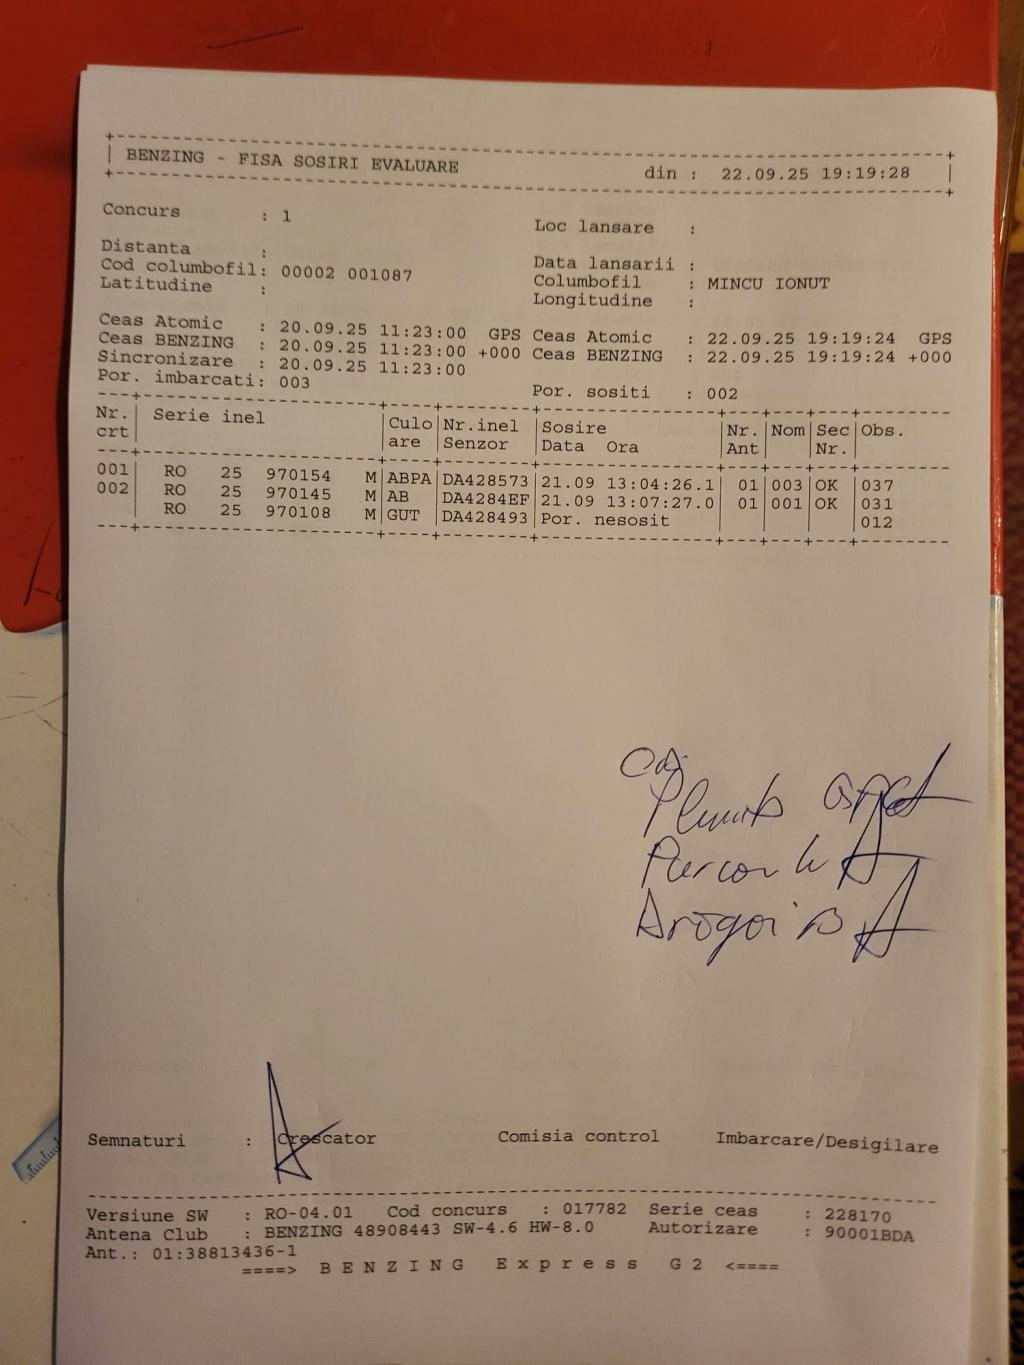 BENZING - FISA SOSIRI EVALUARE din : 22.09.25 19:19:28
Concurs : 1 Loc lansare :
Distanta : Data lansarii :
Cod columbofil: 00002 001087 Columbofil : MINCU IONUT
Latitudine : Longitudine :
Ceas Atomic : 20.09.25 11:23:00 GPS Ceas Atomic : 22.09.25 19:19:24 GPS
Ceas BENZING : 20.09.25 11:23:00 +000 Ceas BENZING : 22.09.25 19:19:24 +000
Sincronizare : 20.09.25 11:23:00
Por. imbarcati: 003 Por. sositi : 002
Nr. Serie inel Culo Nr.inel Sosire Nr. Nom Sec Obs.
crt are Senzor Data Ora Ant Nr.
001 RO 25 970154 M ABPA DA428573 21.09 13:04:26.1 01 003 OK 037
002 RO 25 970145 M AB DA4284EF 21.09 13:07:27.0 01 001 OK 031
RO 25 970108 M GUT DA428493 Por. nesosit 012
Semnaturi : Crescator Comisia control Imbarcare/Desigilare
Versiune SW : RO-04.01 Cod concurs : 017782 Serie ceas : 228170
Antena Club : BENZING 48908443 SW-4.6 HW-8.0 Autorizare : 90001BDA
Ant.: 01:38813436-1
====> B E N Z I N G E x p r e s s G 2 <====